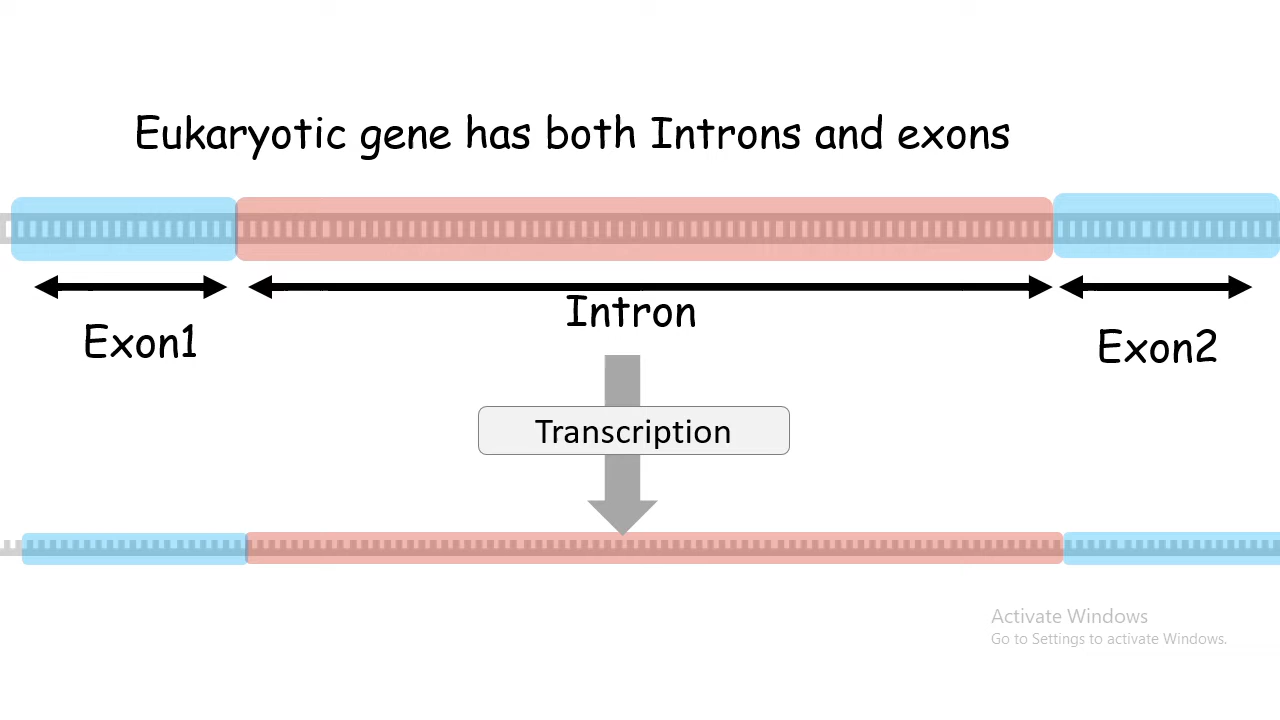 Eukaryotic gene has both Introns and exons
Intron
Exon1
Exon2
Transcription
Activate Windows
Go to Settings to activate Windows.